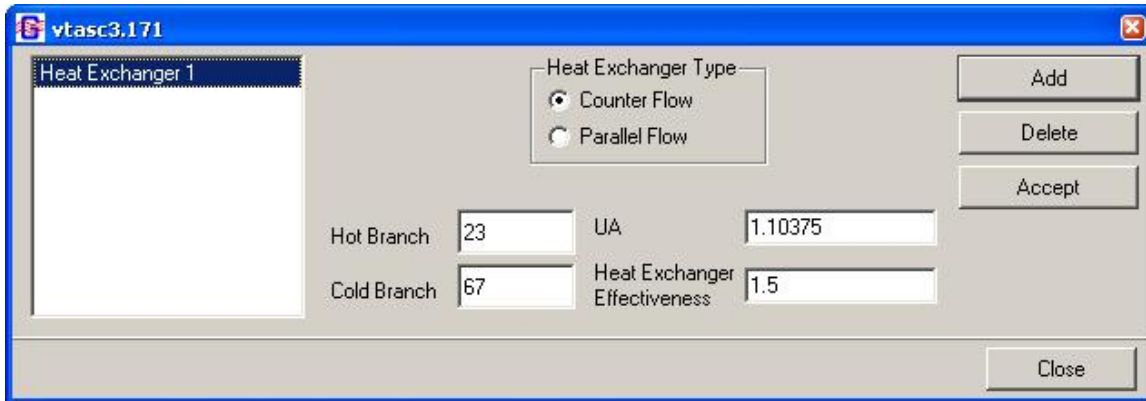 vtasc3.171
Heat Exchanger 1
Heat Exchanger Type
Counter Flow
Parallel Flow
Add
Delete
Accept
Hot Branch 23 UA 1.10375
Cold Branch 67 Heat Exchanger
Effectiveness 1.5
Close